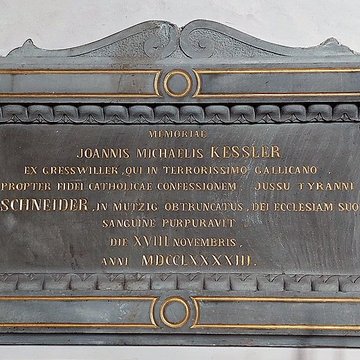 MEMORIAE
JOANNIS MICHAELIS KESSLER
EX GRESSWILLER , QUI IN TERRORISSIMO GALLICANO ,
PROPTER FIDEI CATHOLICAE CONFESSIONEM , JUSSU TYRANNI
SCHNEIDER , IN MUTZIG OBTRUNCATUS , DEI ECCLESIAM SUO
SANGUINE PURPURAVIT .
DIE XVIII NOVEMBRIS .
ANNI MDCCLXXXXIII .